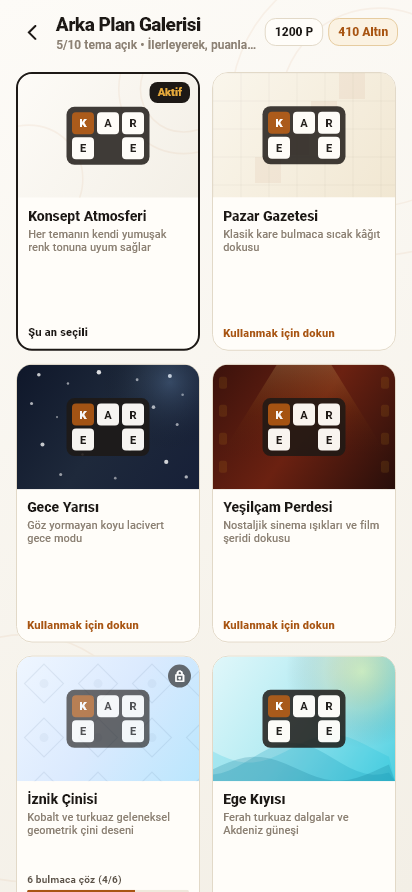 Arka Plan Galerisi
5/10 tema açık • İlerleyerek, puanla...
1200 P
410 Altın
Aktif
K A R
E E
Konsept Atmosferi
Her temanın kendi yumuşak
renk tonuna uyum sağlar
Şu an seçili
K A R
E E
Pazar Gazetesi
Klasik kare bulmaca sıcak kâğıt
dokusu
Kullanmak için dokun
K A R
E E
Gece Yarısı
Göz yormayan koyu lacivert
gece modu
Kullanmak için dokun
K A R
E E
Yeşilçam Perdesi
Nostaljik sinema ışıkları ve film
şeridi dokusu
Kullanmak için dokun
K A R
E E
İznik Çinisi
Kobalt ve turkuaz geleneksel
geometrik çini deseni
6 bulmaca çöz (4/6)
K A R
E E
Ege Kıyısı
Ferah turkuaz dalgalar ve
Akdeniz güneşi